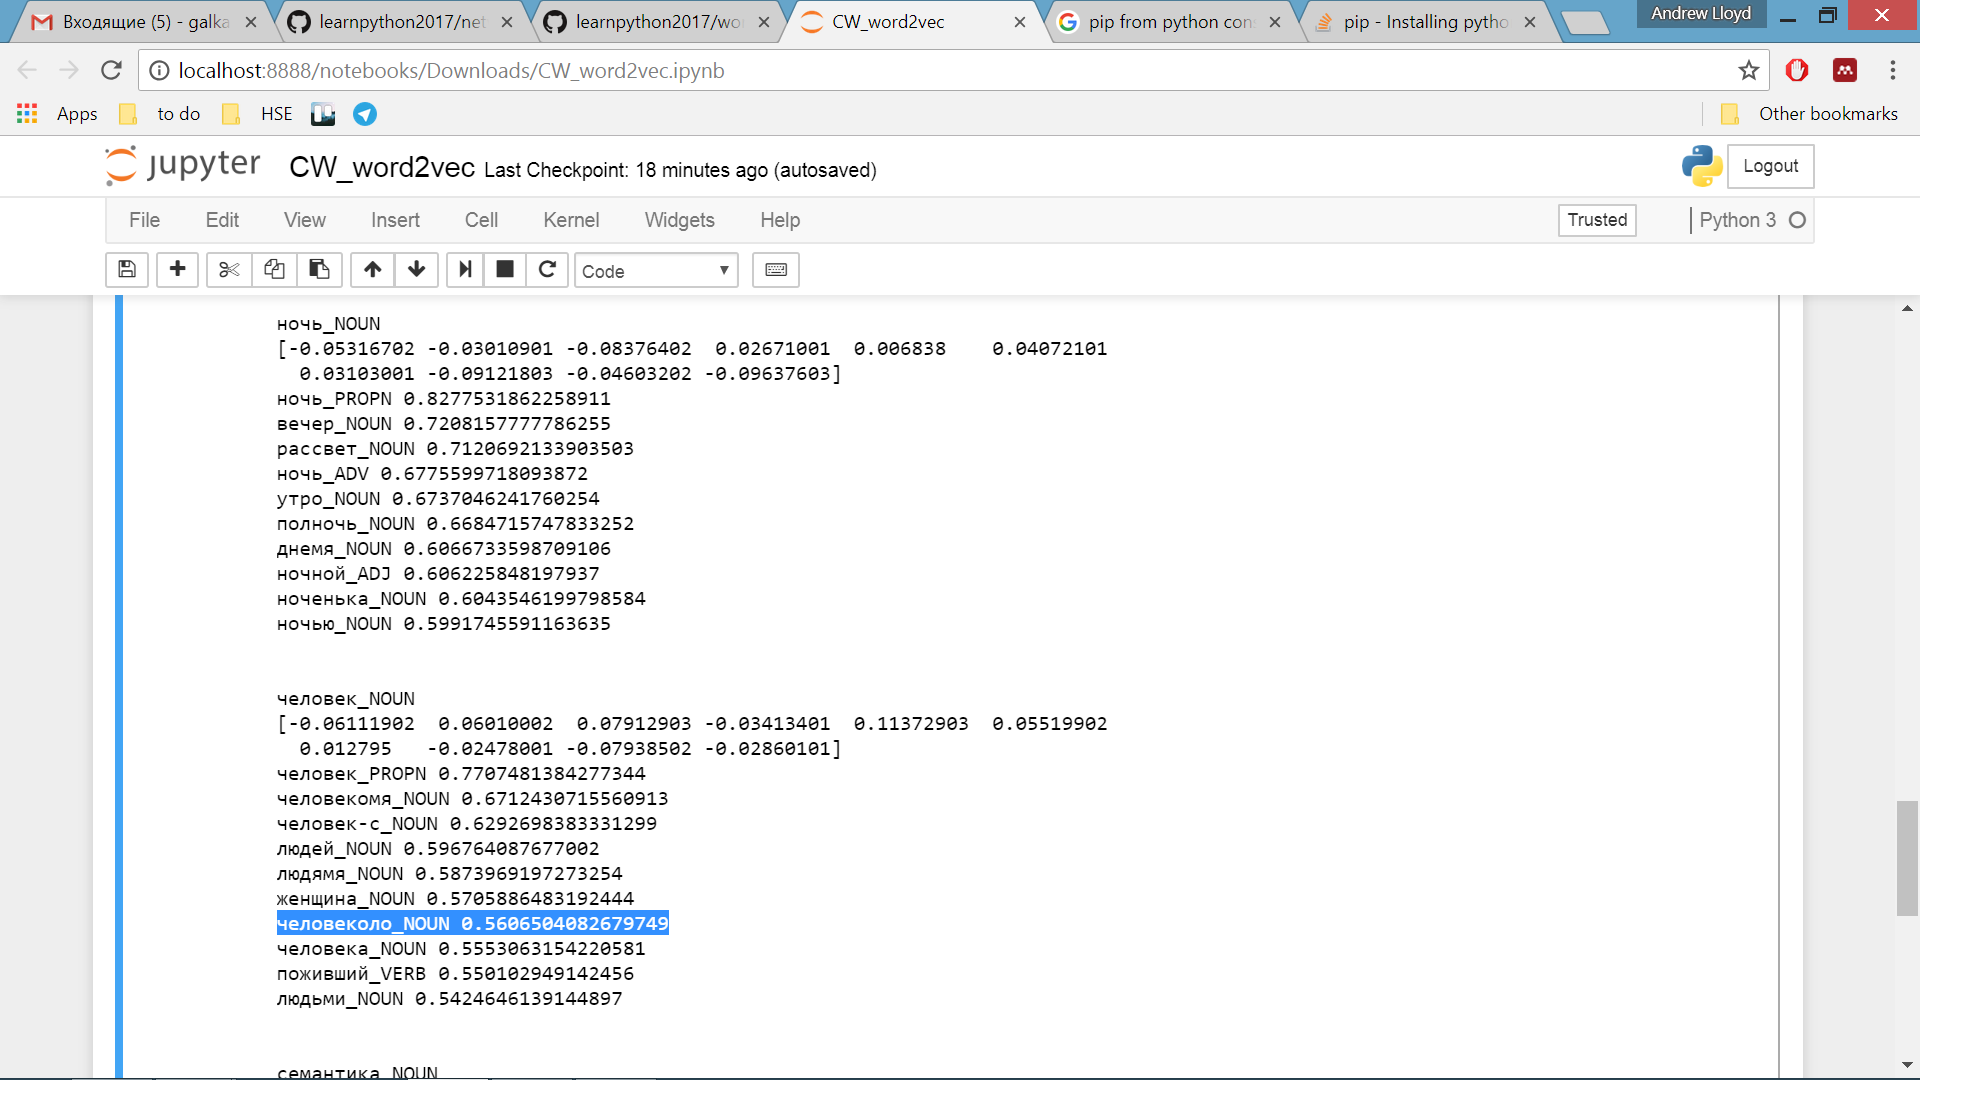 Входящие (5) - galka
learnpython2017/net
learnpython2017/wo
CW_word2vec
pip from python con
pip - Installing pytho
Andrew Lloyd
localhost:8888/notebooks/Downloads/CW_word2vec.ipynb
Apps to do HSE Other bookmarks
jupyter CW_word2vec Last Checkpoint: 18 minutes ago (autosaved) Logout
File Edit View Insert Cell Kernel Widgets Help Trusted Python 3
Code
ночь_NOUN
[-0.05316702 -0.03010901 -0.08376402  0.02671001  0.006838    0.04072101
  0.03103001 -0.09121803 -0.04603202 -0.09637603]
ночь_PROPN 0.8277531862258911
вечер_NOUN 0.7208157777786255
рассвет_NOUN 0.7120692133903503
ночь_ADV 0.6775599718093872
утро_NOUN 0.6737046241760254
полночь_NOUN 0.6684715747833252
днемя_NOUN 0.6066733598709106
ночной_ADJ 0.606225848197937
ноченька_NOUN 0.6043546199798584
ночью_NOUN 0.5991745591163635
человек_NOUN
[-0.06111902  0.06010002  0.07912903 -0.03413401  0.11372903  0.05519902
  0.012795   -0.02478001 -0.07938502 -0.02860101]
человек_PROPN 0.7707481384277344
человекомя_NOUN 0.6712430715560913
человек-с_NOUN 0.6292698383331299
людей_NOUN 0.596764087677002
людямя_NOUN 0.5873969197273254
женщина_NOUN 0.5705886483192444
человеколо_NOUN 0.5606504082679749
человека_NOUN 0.5553063154220581
поживший_VERB 0.550102949142456
людьми_NOUN 0.5424646139144897
семантика_NOUN